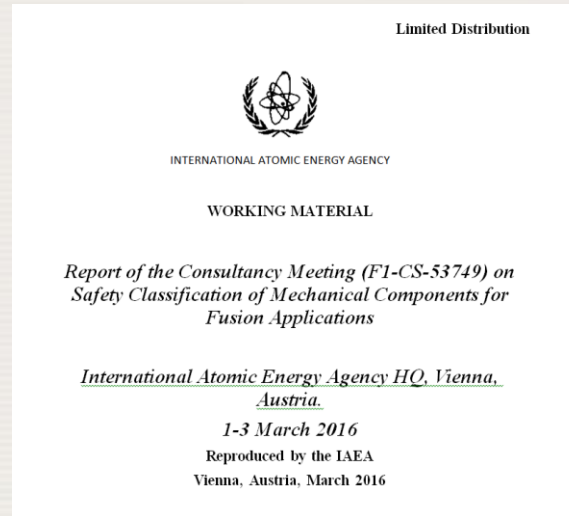 Limited Distribution
INTERNATIONAL ATOMIC ENERGY AGENCY
WORKING MATERIAL
Report of the Consultancy Meeting (F1-CS-53749) on
Safety Classification of Mechanical Components for
Fusion Applications
International Atomic Energy Agency HQ, Vienna,
Austria.
1-3 March 2016
Reproduced by the IAEA
Vienna, Austria, March 2016